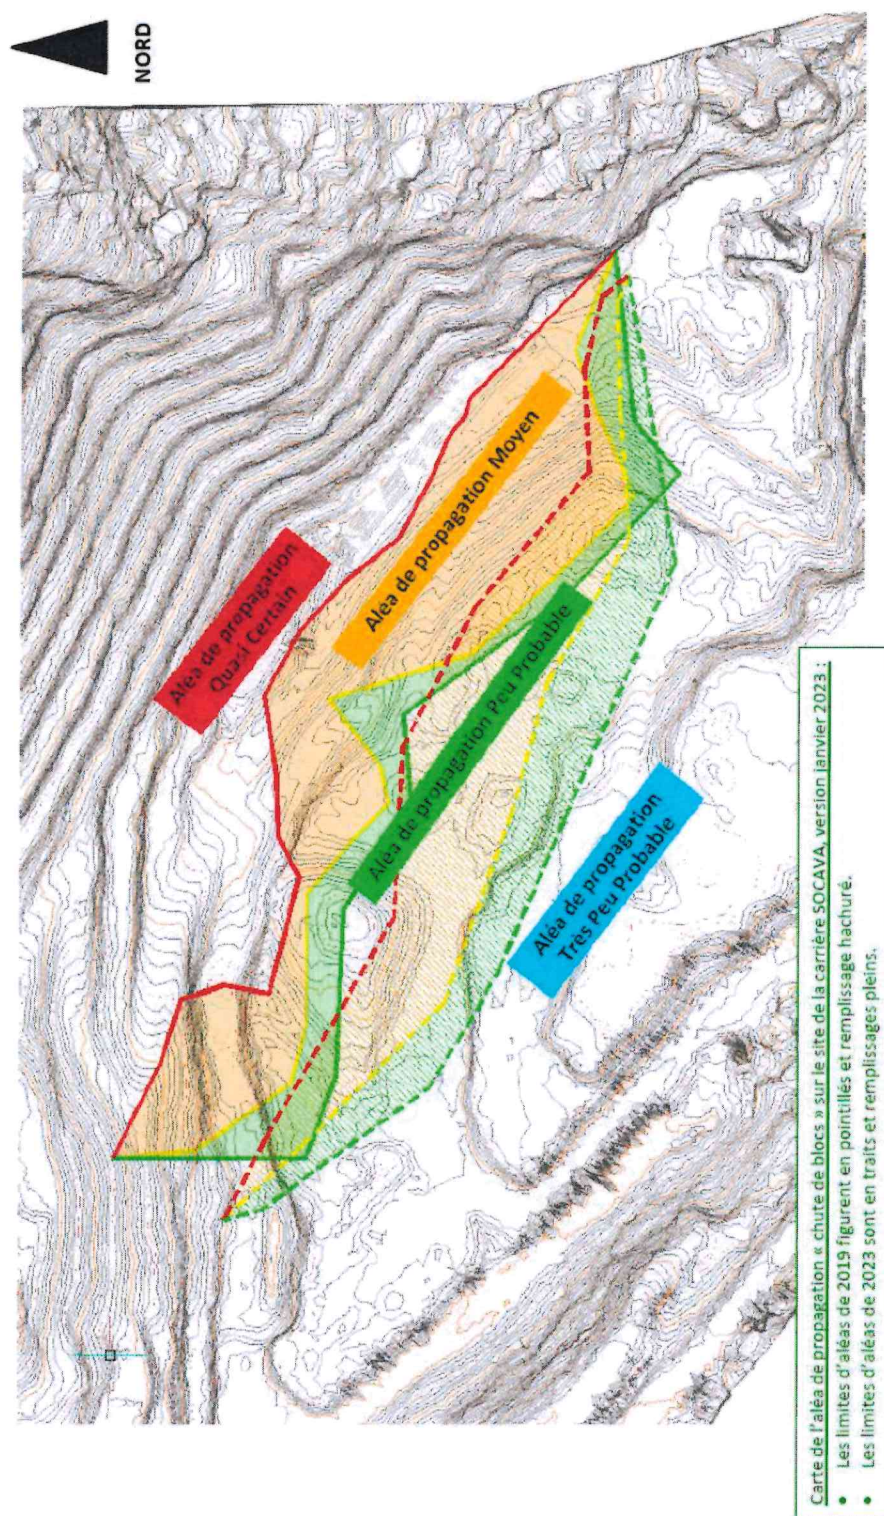 NORD
Aléa de propagation
Quasi Certain
Aléa de propagation Moyen
Aléa de propagation Peu Probable
Aléa de propagation
Très Peu Probable
Carte de l'aléa de propagation « chute de blocs » sur le site de la carrière SOCAVA, version janvier 2023 :
• Les limites d'aléas de 2019 figurent en pointillés et remplissage hachuré.
• Les limites d'aléas de 2023 sont en traits et remplissages pleins.